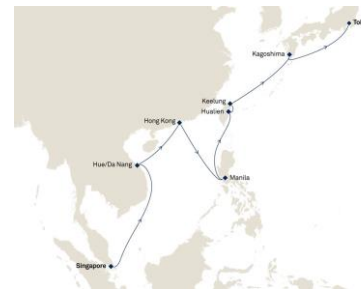 Tok
Kagoshima
Keelung
Hualien
Hong Kong
Hue/Da Nang
Manila
Singapore